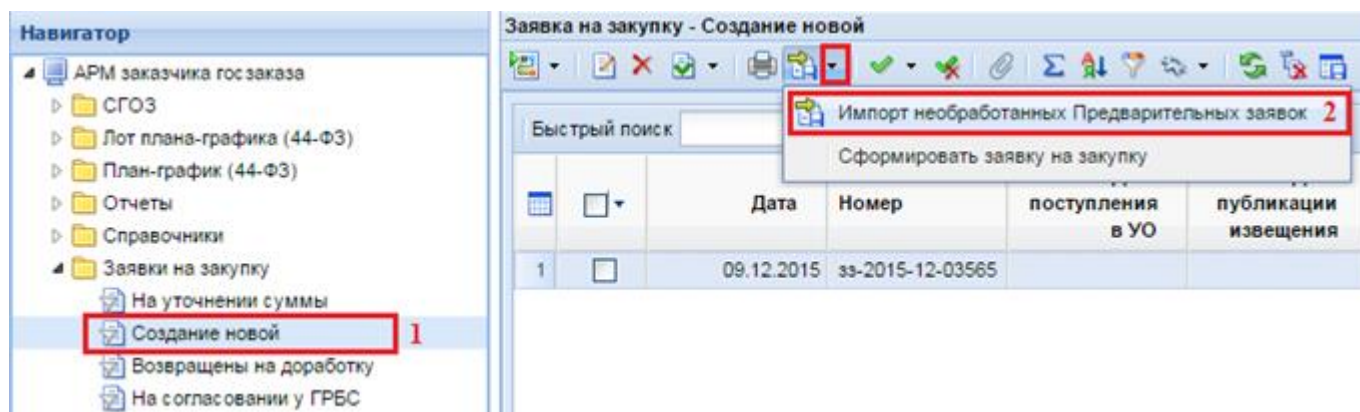 Навигатор
АРМ заказчика госзаказа
СГОЗ
Лот плана-графика (44-ФЗ)
План-график (44-ФЗ)
Отчеты
Справочники
Заявки на закупку
На уточнении суммы
Создание новой 1
Возвращены на доработку
На согласовании у ГРБС
Заявка на закупку - Создание новой
Импорт необработанных Предварительных заявок 2
Сформировать заявку на закупку
Быстрый поиск
Дата Номер поступления публикации
в УО извещения
1 09.12.2015 зз-2015-12-03565